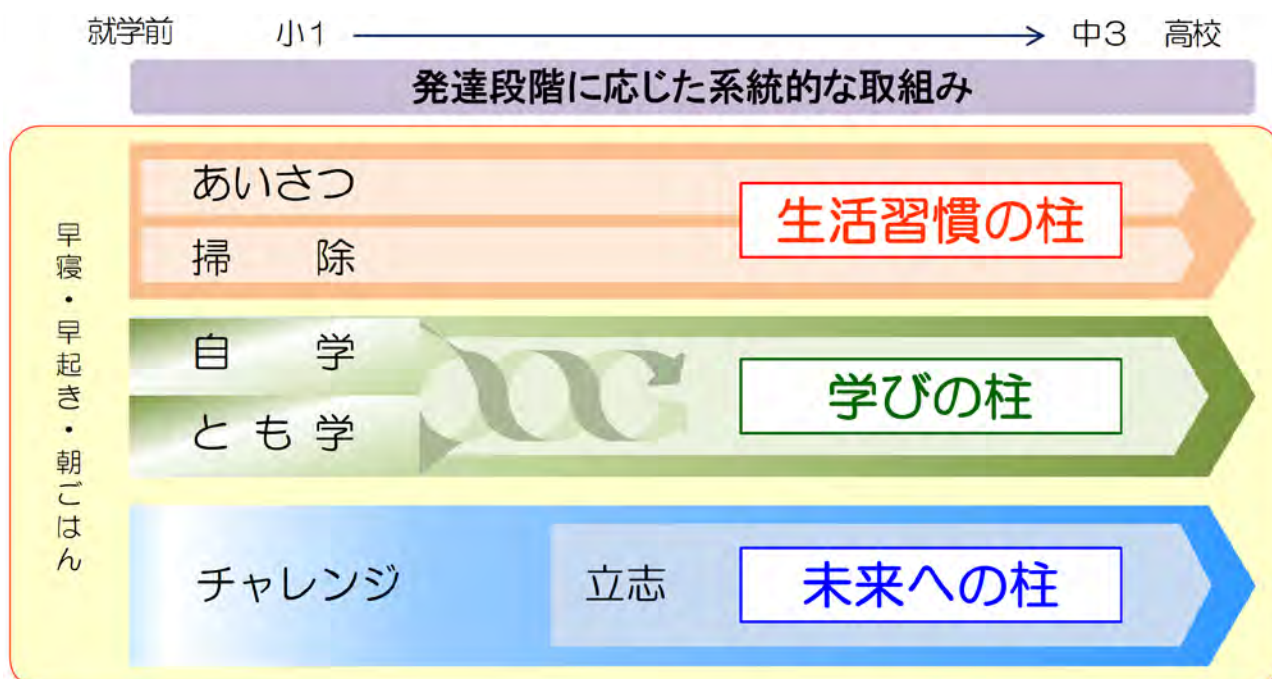 就学前 小1 中3 高校
発達段階に応じた系統的な取組み
早寝・早起き・朝ごはん
あいさつ
掃 除
生活習慣の柱
自 学
とも学
学びの柱
チャレンジ
立志
未来への柱